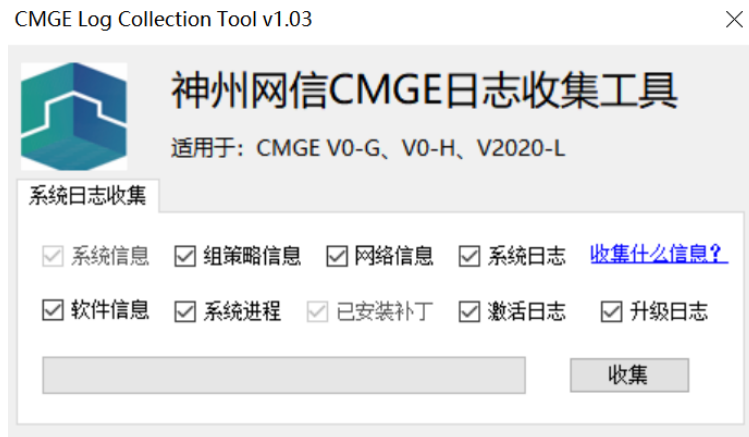 CMGE Log Collection Tool v1.03
神州网信CMGE日志收集工具
适用于：CMGE V0-G、V0-H、V2020-L
系统日志收集
系统信息 组策略信息 网络信息 系统日志 收集什么信息？
软件信息 系统进程 已安装补丁 激活日志 升级日志
收集